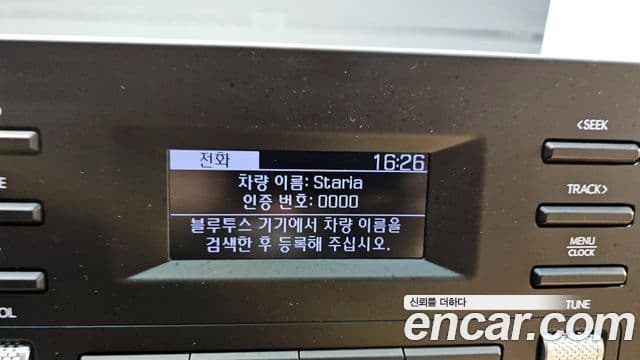 <SEEK
전화
16:26
차량 이름: Staria
인증 번호: 0000
TRACK>
블루투스 기기에서 차량 이름을
검색한 후 등록해 주십시오.
MENU
CLOCK
신뢰를 더하다
TUNE
encar.com